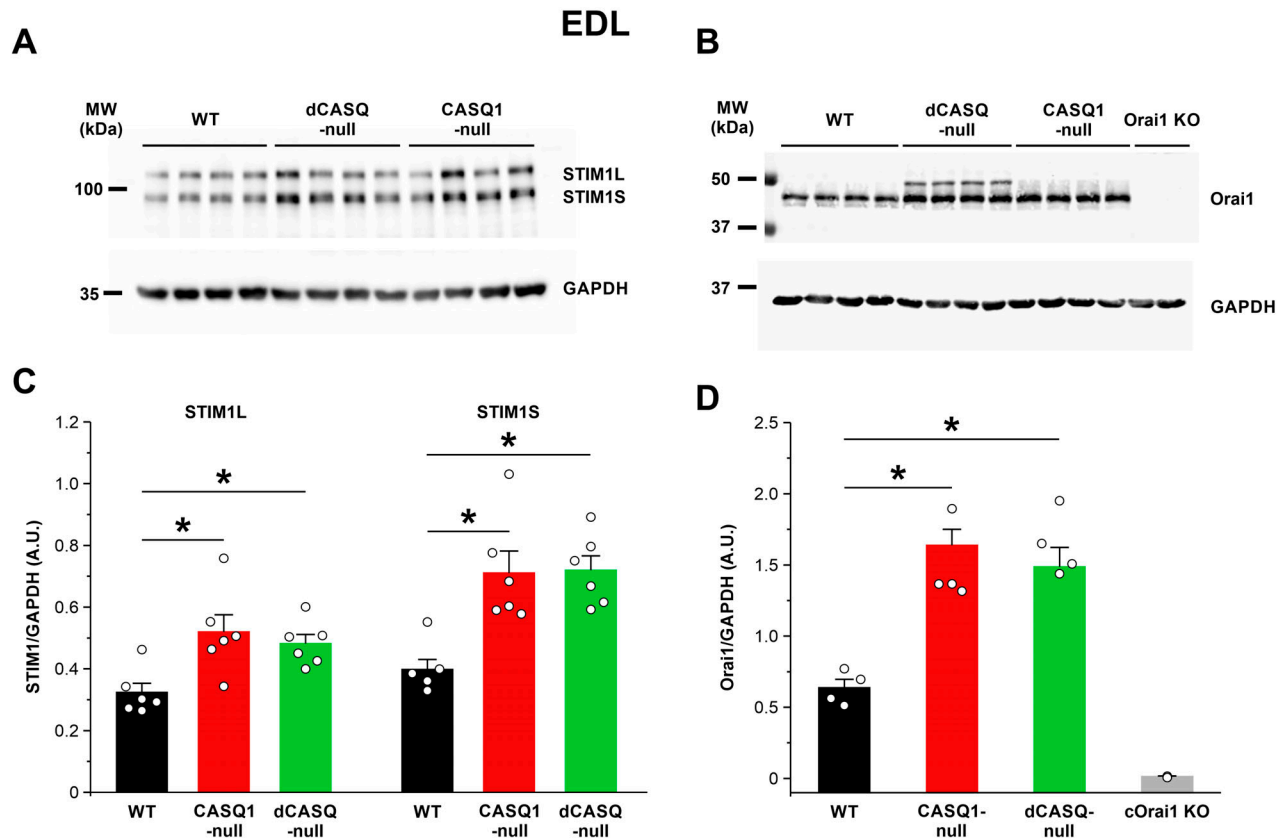 EDL
A
MW
(kDa)
WT
dCASQ
-null
CASQ1
-null
100
STIM1L
STIM1S
35
GAPDH
B
MW
(kDa)
WT
dCASQ
-null
CASQ1
-null
Orai1 KO
50
37
Orai1
37
GAPDH
C
STIM1L
STIM1S
STIM1/GAPDH (A.U.)
1.2
1.0
0.8
0.6
0.4
0.2
0
*
*
*
*
WT
CASQ1
-null
dCASQ
-null
WT
CASQ1
-null
dCASQ
-null
D
Orai1/GAPDH (A.U.)
2.5
2.0
1.5
1.0
0.5
0
*
*
WT
CASQ1-
null
dCASQ-
null
cOrai1 KO